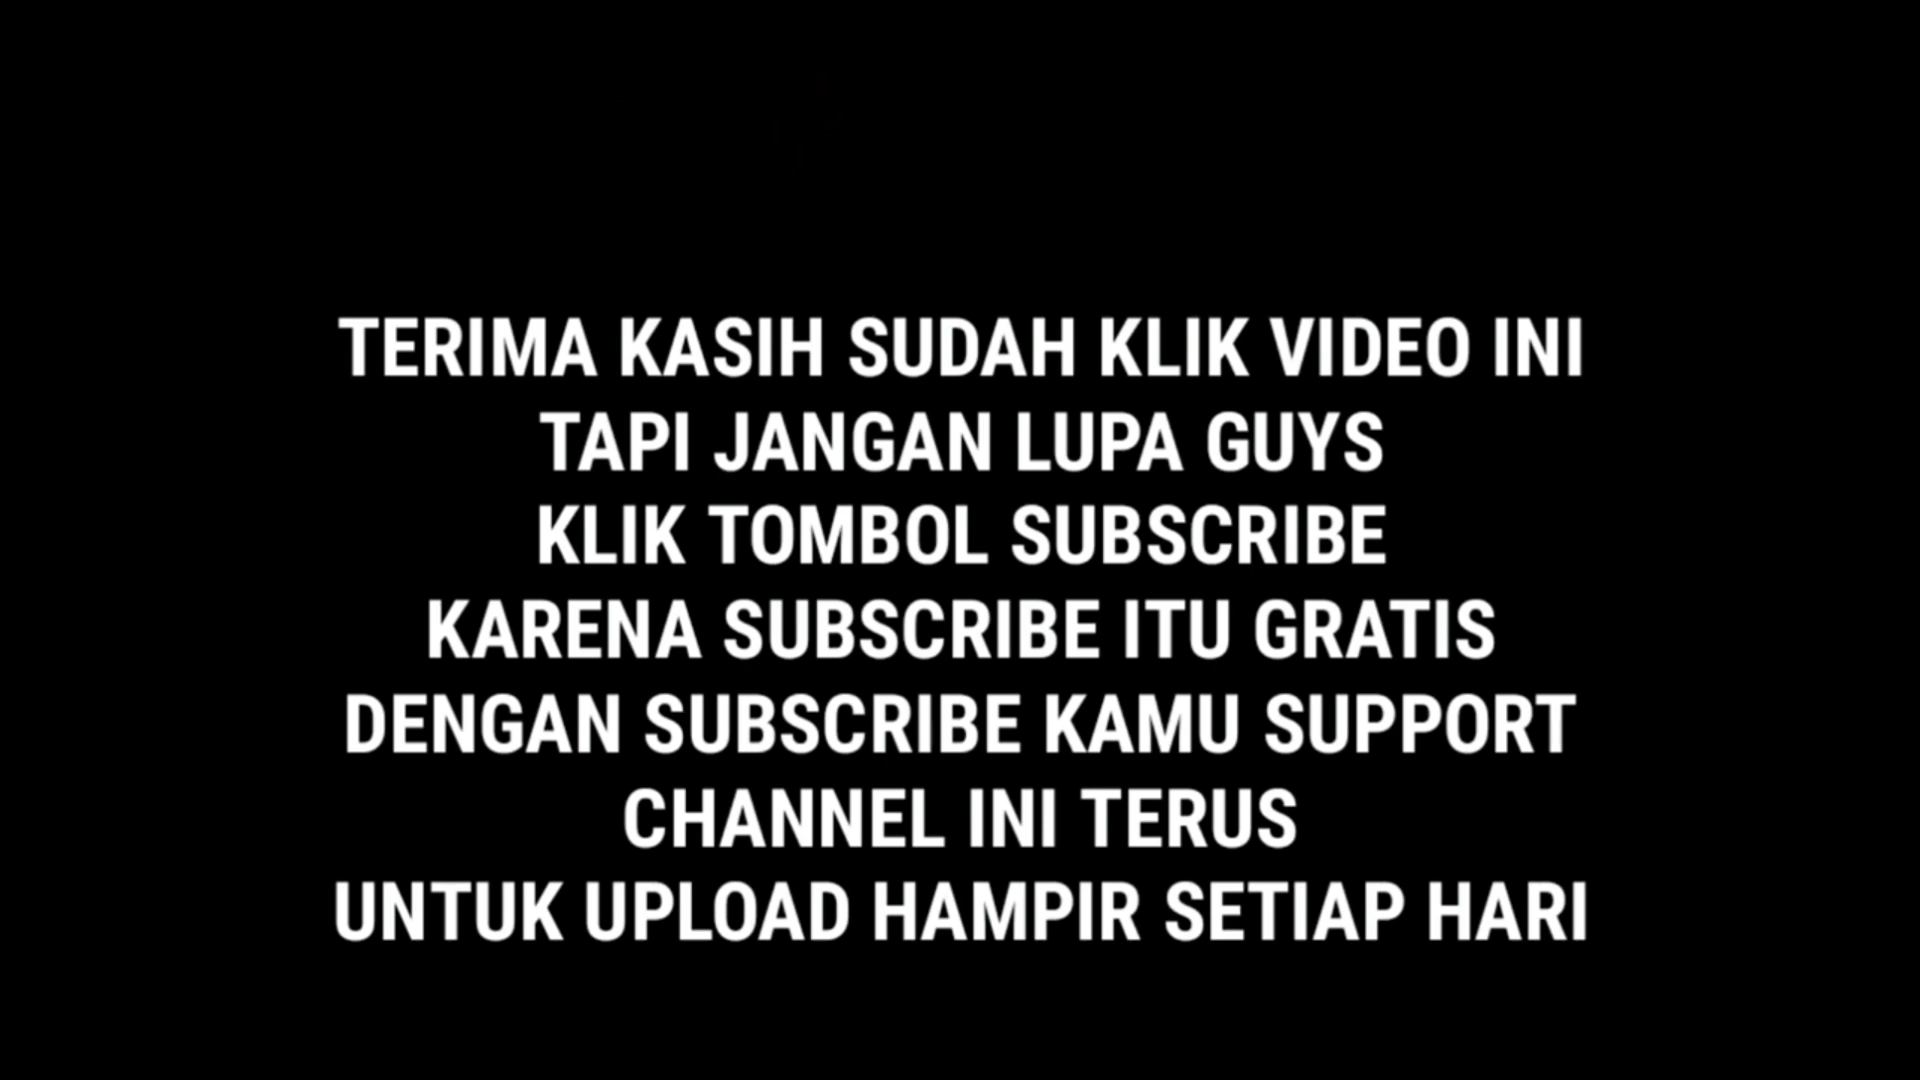 TERIMA KASIH SUDAH KLIK VIDEO INI
TAPI JANGAN LUPA GUYS
KLIK TOMBOL SUBSCRIBE
KARENA SUBSCRIBE ITU GRATIS
DENGAN SUBSCRIBE KAMU SUPPORT
CHANNEL INI TERUS
UNTUK UPLOAD HAMPIR SETIAP HARI